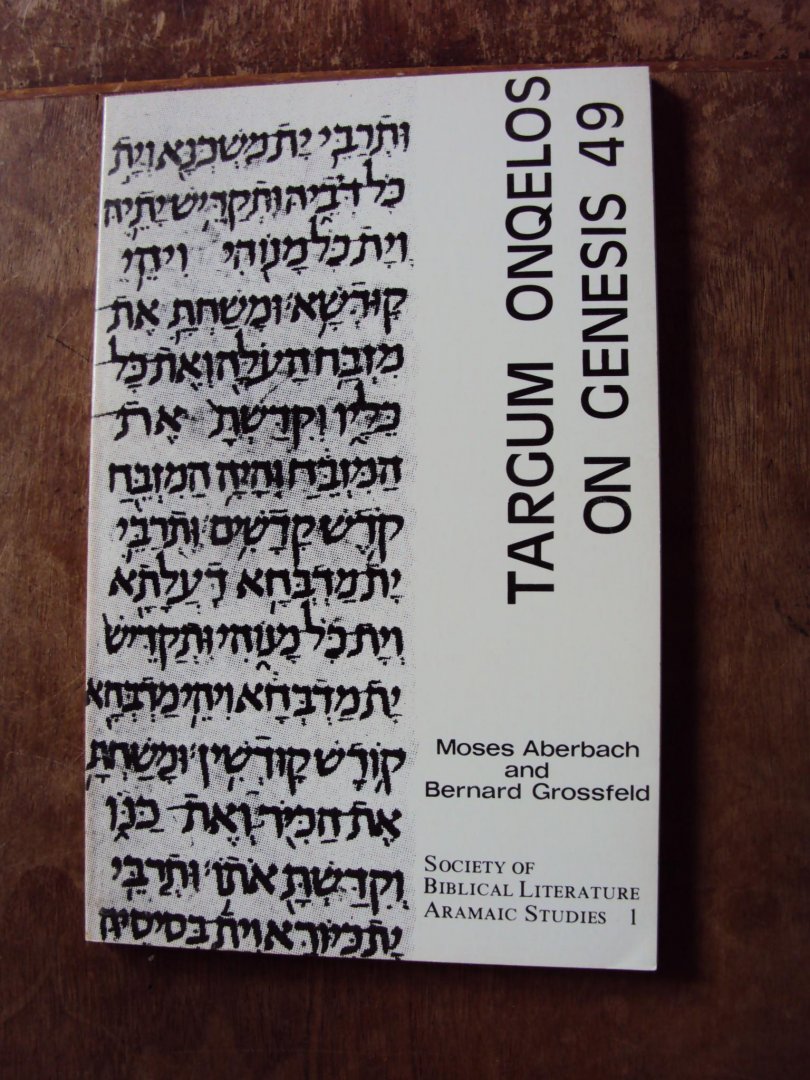 ותרבי ית משכנא וית
כל דביה ותקדיש יתיה
וית כל מנוהי ויהי
קודשא ומשחת את
מזבח העלה ואת כל
כליו וקדשת את
המזבח והיה המזבח
קדש קדשים ותרבי
ית מדבחא דעלתא
וית כל מנוהי ותקדיש
ית מדבחא ויהי מדבחא
קודש קודשין ומשחת
את הכיר ואת כנו
וקדשת אתו ותרבי
ית כיורא וית בסיסיה
TARGUM ONQELOS
ON GENESIS 49
Moses Aberbach
and
Bernard Grossfeld
SOCIETY OF
BIBLICAL LITERATURE
ARAMAIC STUDIES 1